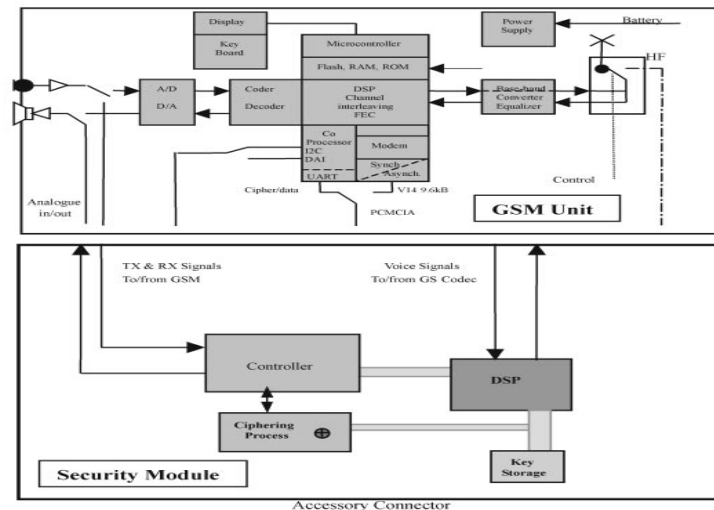 Display
Key
Board
Microcontroller
Flash, RAM, ROM
Power
Supply
Battery
HF
A/D
D/A
Coder
Decoder
DSP
Channel
interleaving
FEC
Base-band
Converter
Equalizer
Co
Processor
I2C
DAI
UART
Modem
Synch
Asynch.
Cipher/data
V14 9.6kB
Control
Analogue
in/out
PCMCIA
GSM Unit
TX & RX Signals
To/from GSM
Voice Signals
To/from GS Codec
Controller
DSP
Ciphering
Process
Key
Storage
Security Module
Accessory Connector